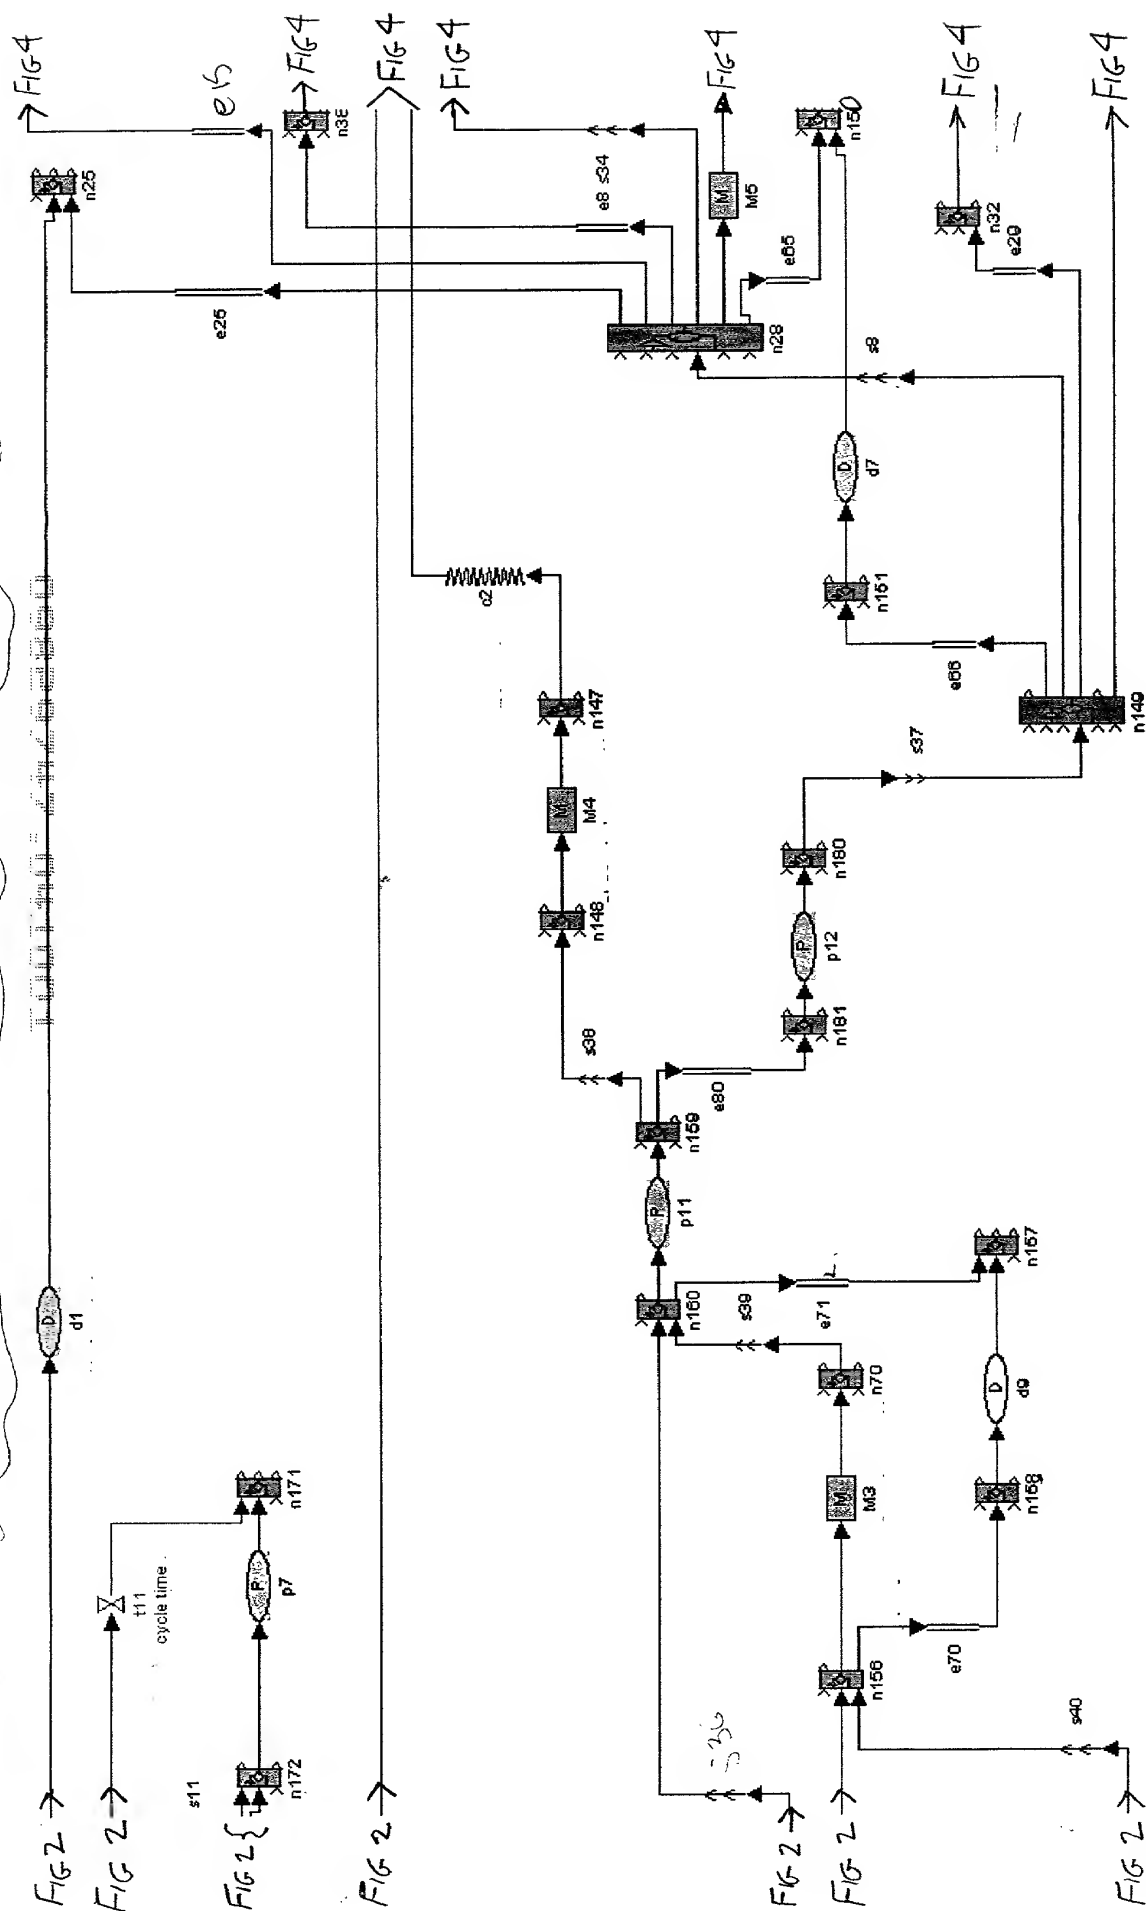 FIG 4
e15
FIG 4
FIG 4
FIG 4
FIG 4
FIG 4
FIG 4
n25
n38
e26
e8
s34
M5
n150
e65
n28
n32
e29
s8
D
d7
n151
e66
n149
c2
n147
M
M4
n148
s38
s37
n180
P
p12
n181
e80
n159
P
p11
n160
s39
e71
n157
n70
D
d9
M
M3
n158
e70
n156
s40
D
d1
t11
cycle time
n171
P
p7
s11
n172
FIG 2
FIG 2
FIG 2{
FIG 2
FIG 2
FIG 2
FIG 2